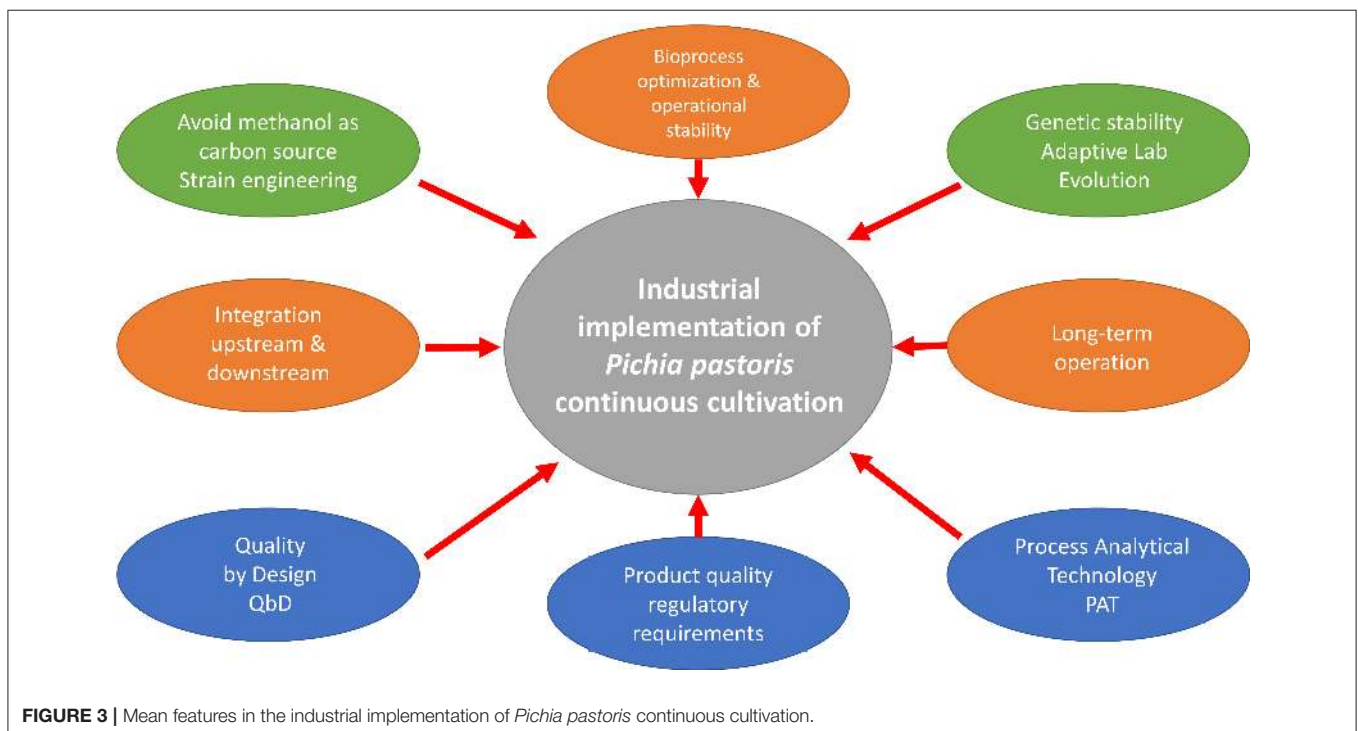 Bioprocess
optimization &
operational
stability
Avoid methanol as
carbon source
Strain engineering
Genetic stability
Adaptive Lab
Evolution
Industrial
implementation of
Pichia pastoris
continuous cultivation
Integration
upstream &
downstream
Long-term
operation
Quality
by Design
QbD
Product quality
regulatory
requirements
Process Analytical
Technology
PAT
FIGURE 3 | Mean features in the industrial implementation of Pichia pastoris continuous cultivation.